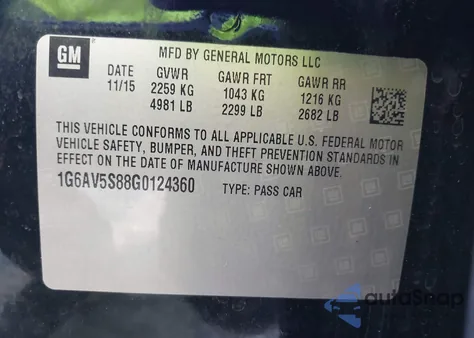 GM
MFD BY GENERAL MOTORS LLC
DATE GVWR GAWR FRT GAWR RR
11/15 2259 KG 1043 KG 1216 KG
4981 LB 2299 LB 2682 LB
THIS VEHICLE CONFORMS TO ALL APPLICABLE U.S. FEDERAL MOTOR
VEHICLE SAFETY, BUMPER, AND THEFT PREVENTION STANDARDS IN
EFFECT ON THE DATE OF MANUFACTURE SHOWN ABOVE.
1G6AV5S88G0124360 TYPE: PASS CAR
autoSnap